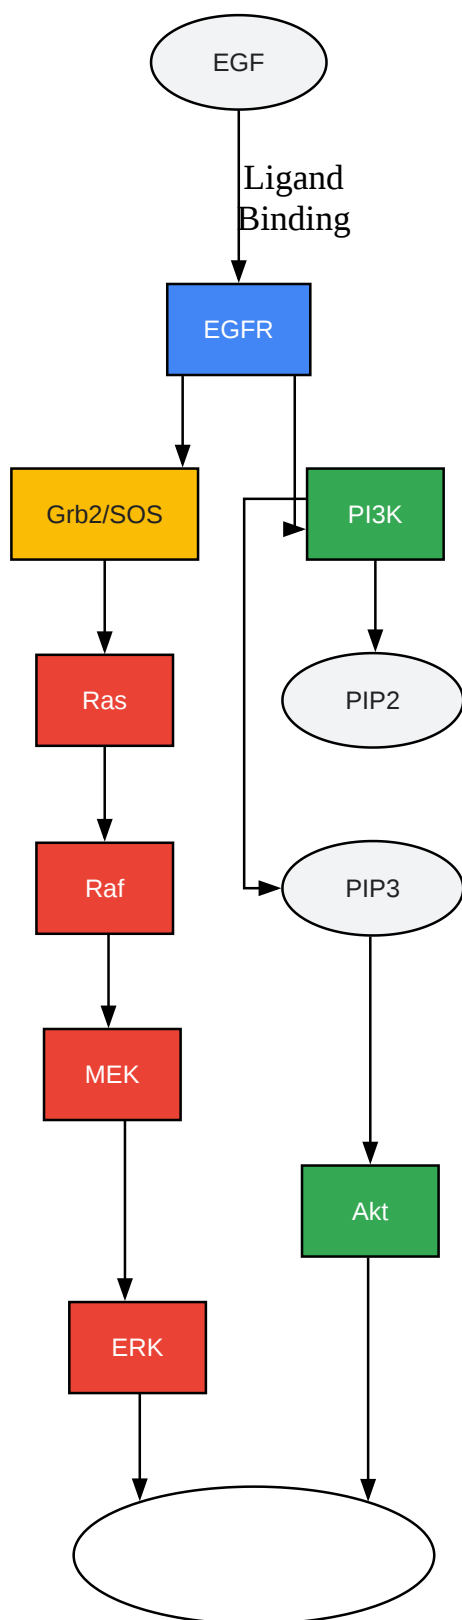 EGF
Ligand
Binding
EGFR
Grb2/SOS
PI3K
Ras
PIP2
Raf
PIP3
MEK
Akt
ERK